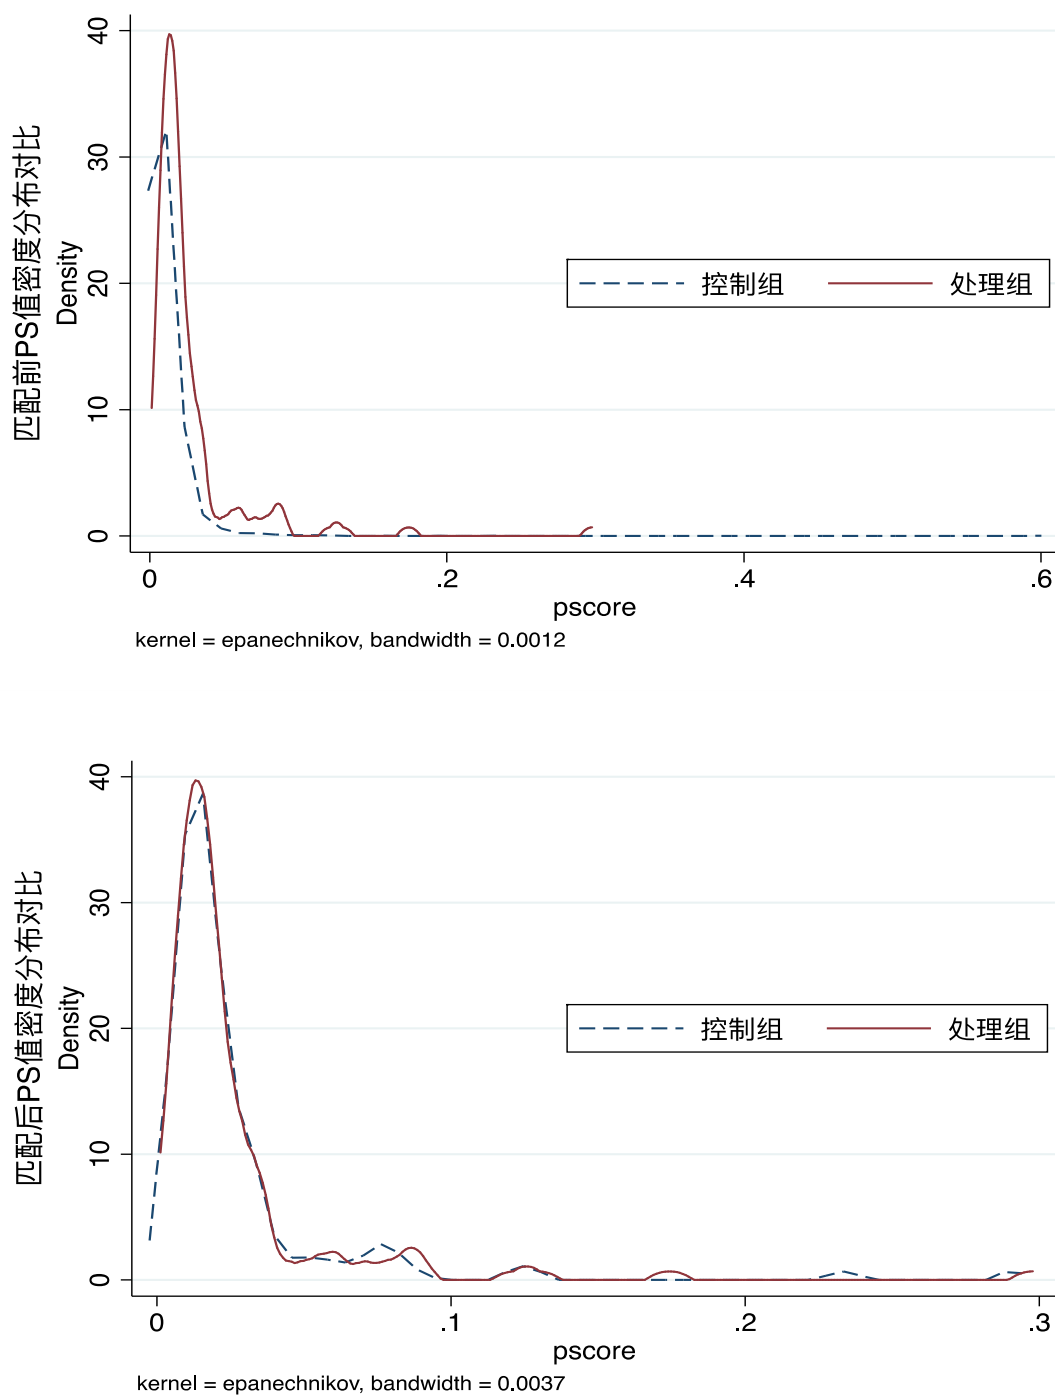 匹配前PS值密度分布对比
Density
40
30
20
10
0
控制组 处理组
0 .2 .4 .6
pscore
kernel = epanechnikov, bandwidth = 0.0012
匹配后PS值密度分布对比
Density
40
30
20
10
0
控制组 处理组
0 .1 .2 .3
pscore
kernel = epanechnikov, bandwidth = 0.0037